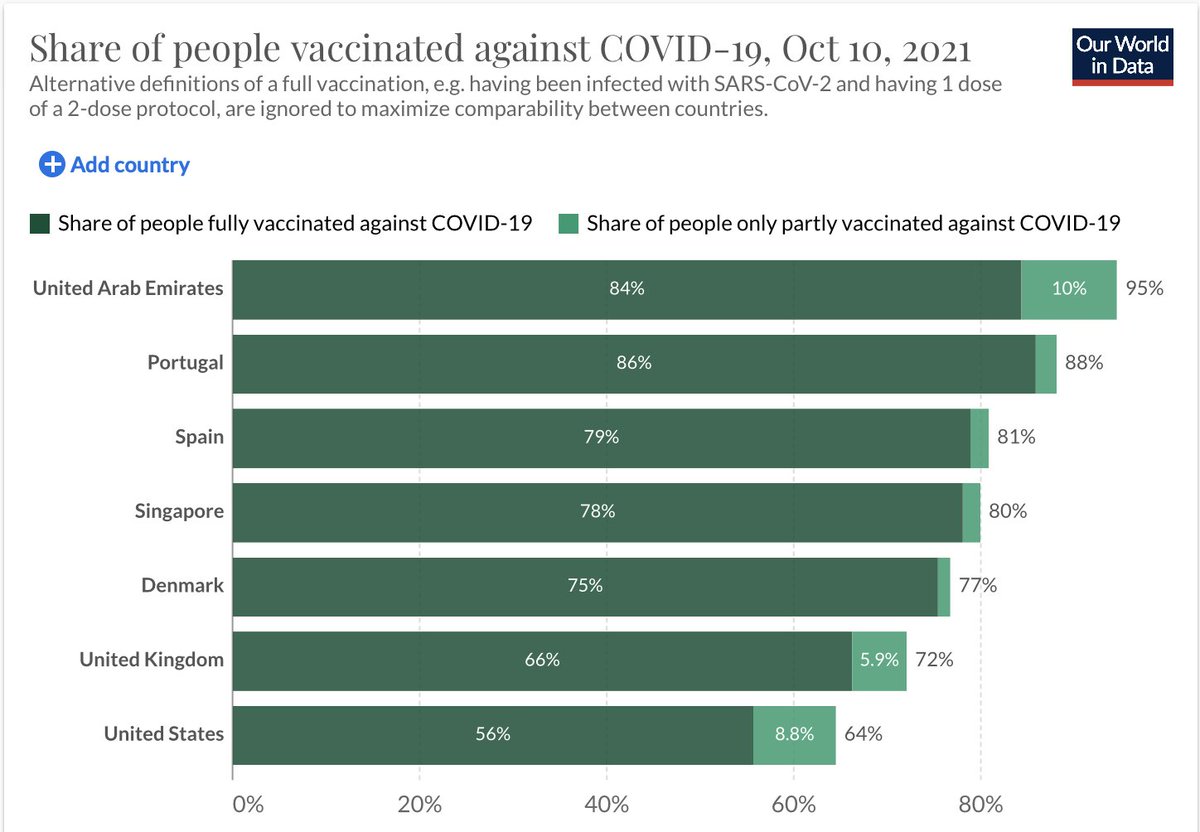 Share of people vaccinated against COVID-19, Oct 10, 2021
Our World
in Data
Alternative definitions of a full vaccination, e.g. having been infected with SARS-CoV-2 and having 1 dose
of a 2-dose protocol, are ignored to maximize comparability between countries.
Add country
Share of people fully vaccinated against COVID-19 Share of people only partly vaccinated against COVID-19
United Arab Emirates 84% 10% 95%
Portugal 86% 88%
Spain 79% 81%
Singapore 78% 80%
Denmark 75% 77%
United Kingdom 66% 5.9% 72%
United States 56% 8.8% 64%
0% 20% 40% 60% 80%